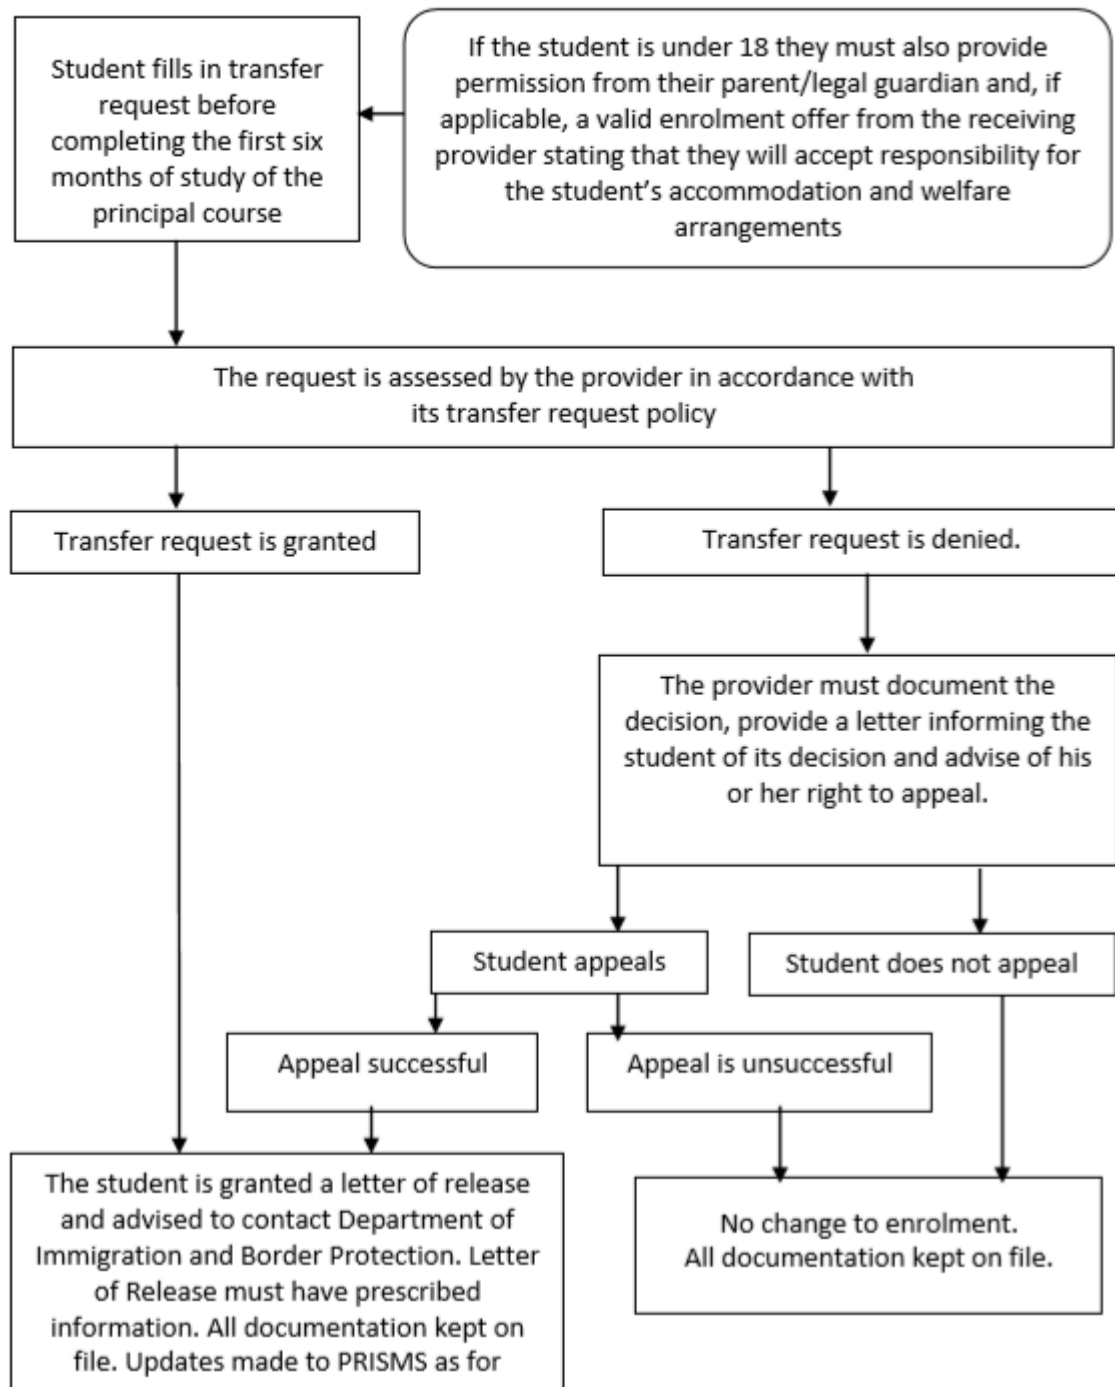 Student fills in transfer
request before
completing the first six
months of study of the
principal course
If the student is under 18 they must also provide
permission from their parent/legal guardian and, if
applicable, a valid enrolment offer from the receiving
provider stating that they will accept responsibility for
the student’s accommodation and welfare
arrangements
The request is assessed by the provider in accordance with
its transfer request policy
Transfer request is granted
Transfer request is denied.
The provider must document the
decision, provide a letter informing the
student of its decision and advise of his
or her right to appeal.
Student appeals
Student does not appeal
Appeal successful
Appeal is unsuccessful
The student is granted a letter of release
and advised to contact Department of
Immigration and Border Protection. Letter
of Release must have prescribed
information. All documentation kept on
file. Updates made to PRISMS as for
No change to enrolment.
All documentation kept on file.